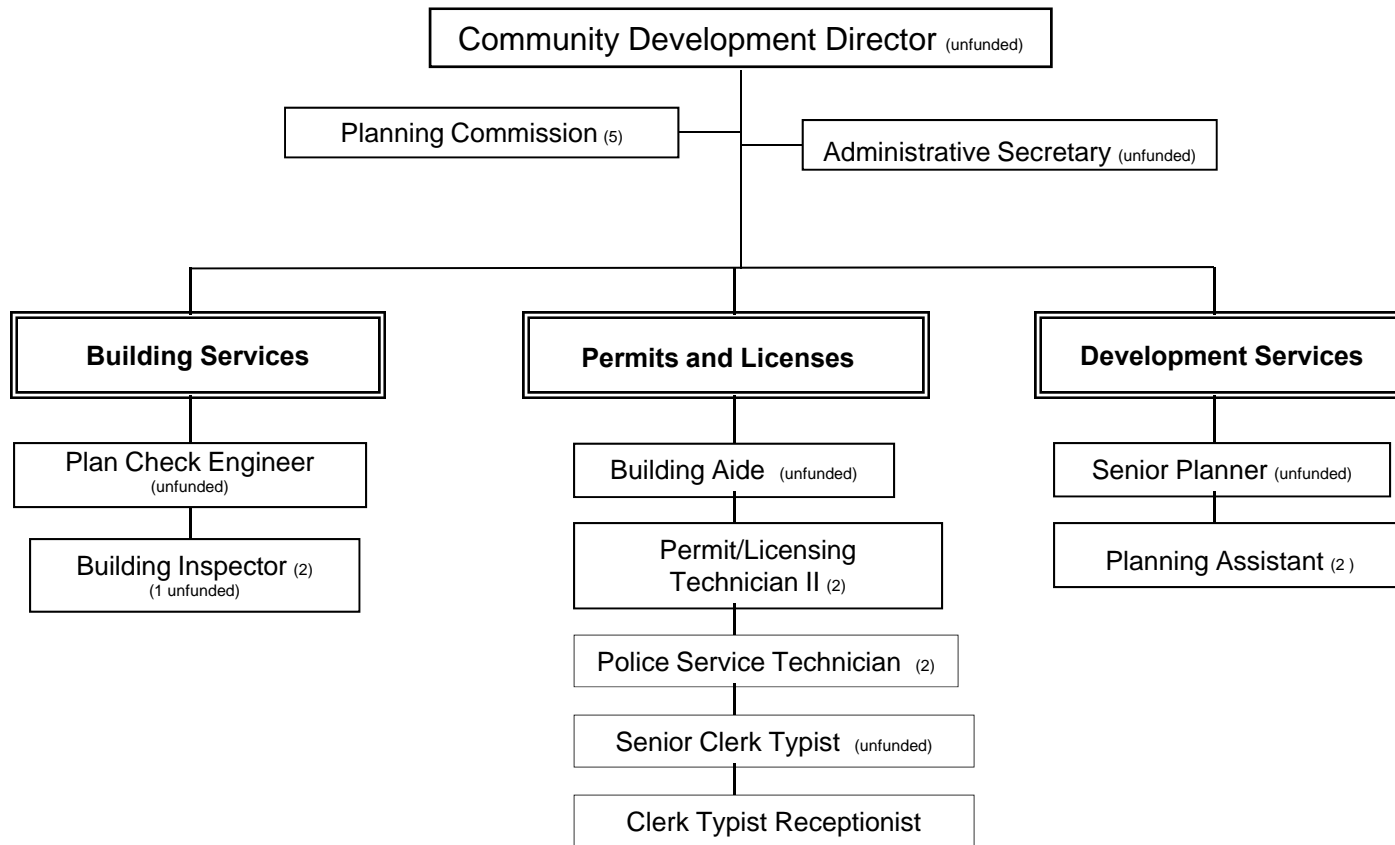 Community Development Director (unfunded)
Planning Commission (5)
Administrative Secretary (unfunded)
Building Services
Permits and Licenses
Development Services
Plan Check Engineer
(unfunded)
Building Inspector (2)
(1 unfunded)
Building Aide (unfunded)
Permit/Licensing
Technician II (2)
Police Service Technician (2)
Senior Clerk Typist (unfunded)
Clerk Typist Receptionist
Senior Planner (unfunded)
Planning Assistant (2 )